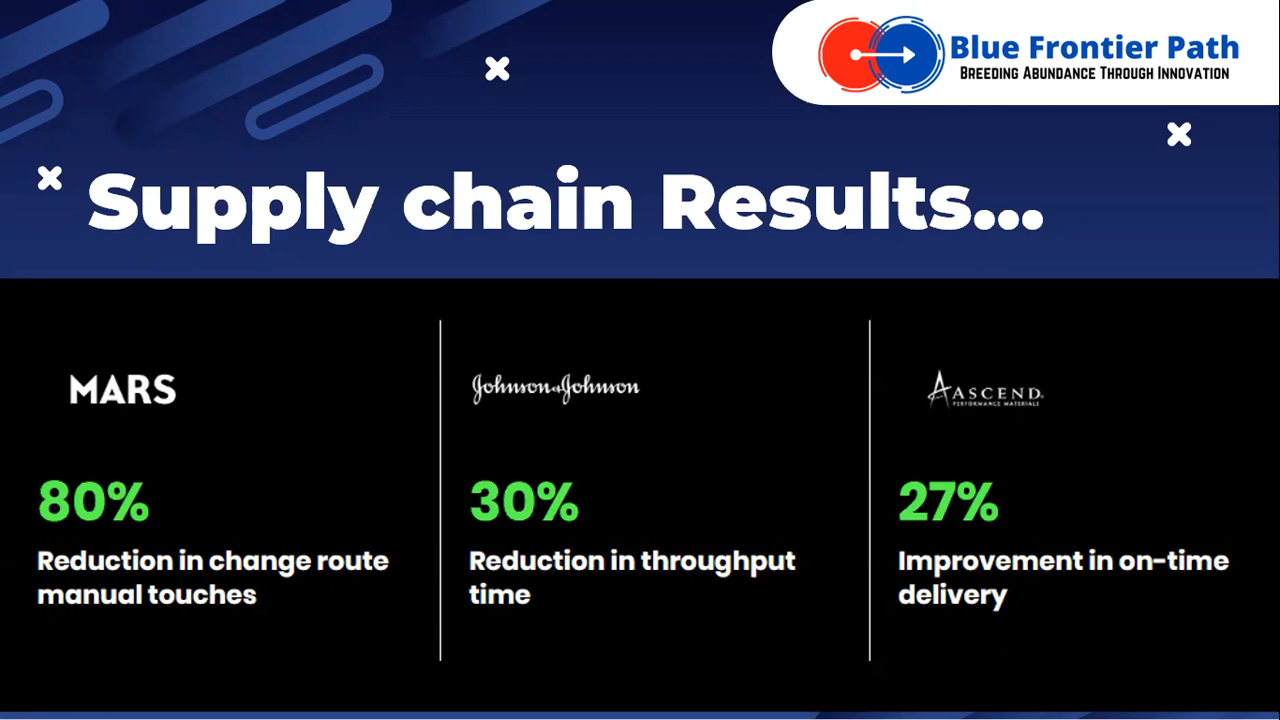 Blue Frontier Path
BREEDING ABUNDANCE THROUGH INNOVATION
Supply chain Results...
MARS
80%
Reduction in change route
manual touches
Johnson&Johnson
30%
Reduction in throughput
time
ASCEND
PERFORMANCE MATERIALS
27%
Improvement in on-time
delivery